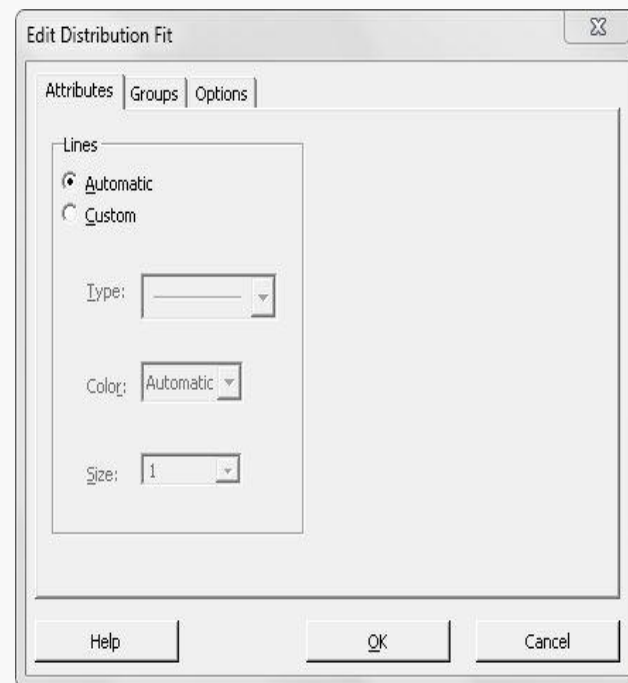 Edit Distribution Fit
Attributes Groups Options
Lines
Automatic
Custom
Type:
Color: Automatic
Size: 1
Help OK Cancel